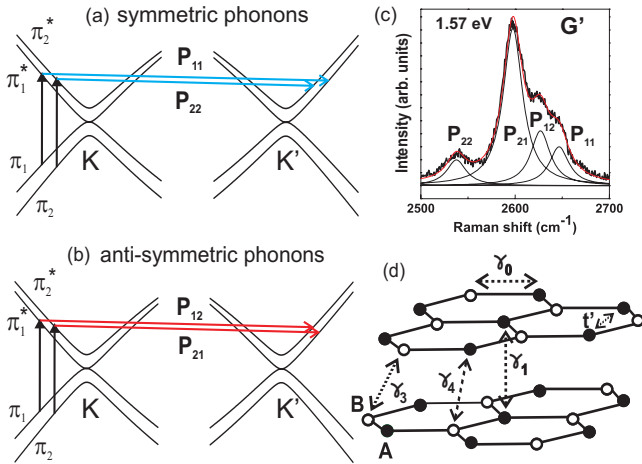 (a) symmetric phonons
π₂*
π₁*
P₁₁
P₂₂
π₁
π₂
K
K'
(b) anti-symmetric phonons
π₂*
π₁*
P₁₂
P₂₁
π₁
π₂
K
K'
(c)
1.57 eV
G'
P₂₂
P₂₁
P₁₂
P₁₁
Intensity (arb. units)
2500 2600 2700
Raman shift (cm⁻¹)
(d)
γ₀
t'
γ₁
γ₃
γ₄
B
A